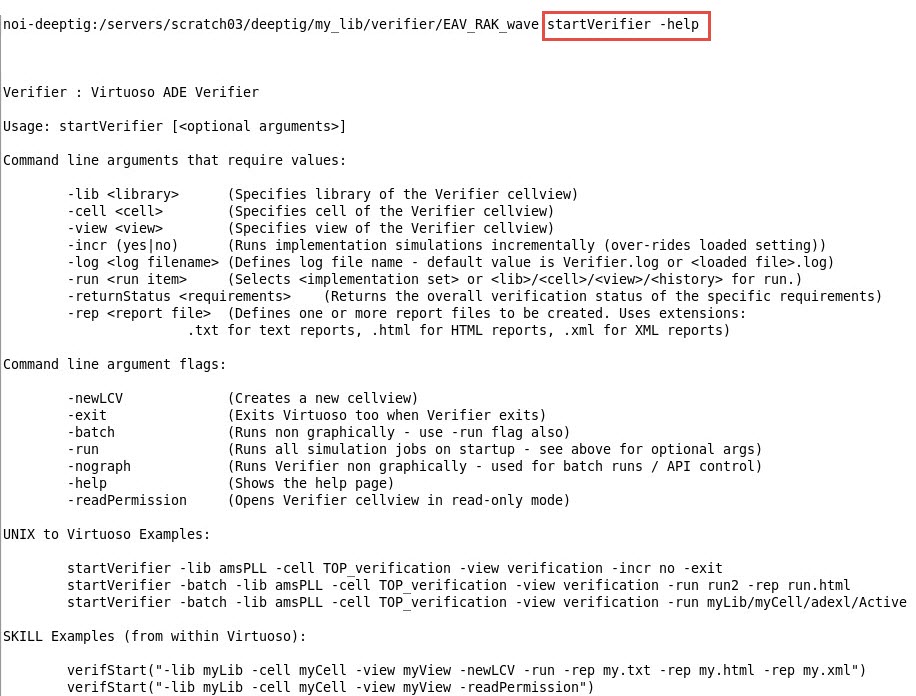 noi-deeptig:/servers/scratch03/deeptig/my_lib/verifier/EAV_RAK_wave startVerifier -help
Verifier : Virtuoso ADE Verifier
Usage: startVerifier [<optional arguments>]
Command line arguments that require values:
-lib <library> (Specifies library of the Verifier cellview)
-cell <cell> (Specifies cell of the Verifier cellview)
-view <view> (Specifies view of the Verifier cellview)
-incr (yes|no) (Runs implementation simulations incrementally (over-rides loaded setting))
-log <log filename> (Defines log file name - default value is Verifier.log or <loaded file>.log)
-run <run item> (Selects <implementation set> or <lib>/<cell>/<view>/<history> for run.)
-returnStatus <requirements> (Returns the overall verification status of the specific requirements)
-rep <report file> (Defines one or more report files to be created. Uses extensions:
.txt for text reports, .html for HTML reports, .xml for XML reports)
Command line argument flags:
-newLCV (Creates a new cellview)
-exit (Exits Virtuoso too when Verifier exits)
-batch (Runs non graphically - use -run flag also)
-run (Runs all simulation jobs on startup - see above for optional args)
-nograph (Runs Verifier non graphically - used for batch runs / API control)
-help (Shows the help page)
-readPermission (Opens Verifier cellview in read-only mode)
UNIX to Virtuoso Examples:
startVerifier -lib amsPLL -cell TOP_verification -view verification -incr no -exit
startVerifier -batch -lib amsPLL -cell TOP_verification -view verification -run run2 -rep run.html
startVerifier -batch -lib amsPLL -cell TOP_verification -view verification -run myLib/myCell/adexl/Active
SKILL Examples (from within Virtuoso):
verifStart("-lib myLib -cell myCell -view myView -newLCV -run -rep my.txt -rep my.html -rep my.xml")
verifStart("-lib myLib -cell myCell -view myView -readPermission")